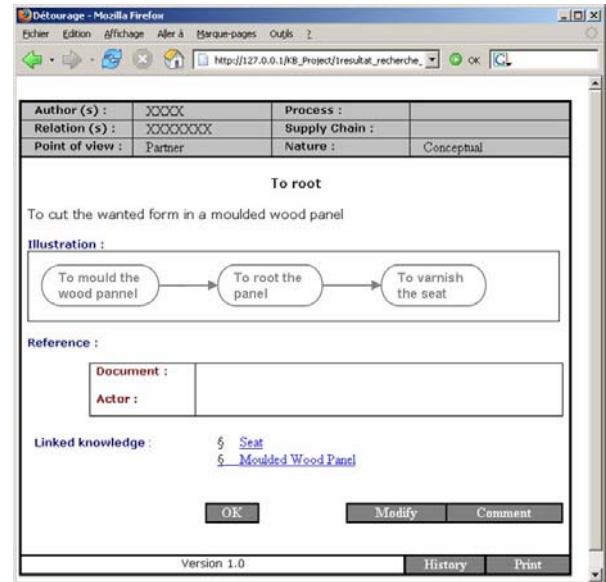 Détourage - Mozilla Firefox
Fichier Edition Affichage Aller à Marque-pages Outils ?
http://127.0.0.1/KB_Project/1resultat_recherche_ OK G
Author (s) : XXXX Process :
Relation (s) : XXXXXXXX Supply Chain :
Point of view : Partner Nature : Conceptual
To root
To cut the wanted form in a moulded wood panel
Illustration :
To mould the To root the To varnish
wood pannel panel the seat
Reference :
Document :
Actor :
Linked knowledge : § Seat
§ Moulded Wood Panel
OK Modify Comment
Version 1.0 History Print